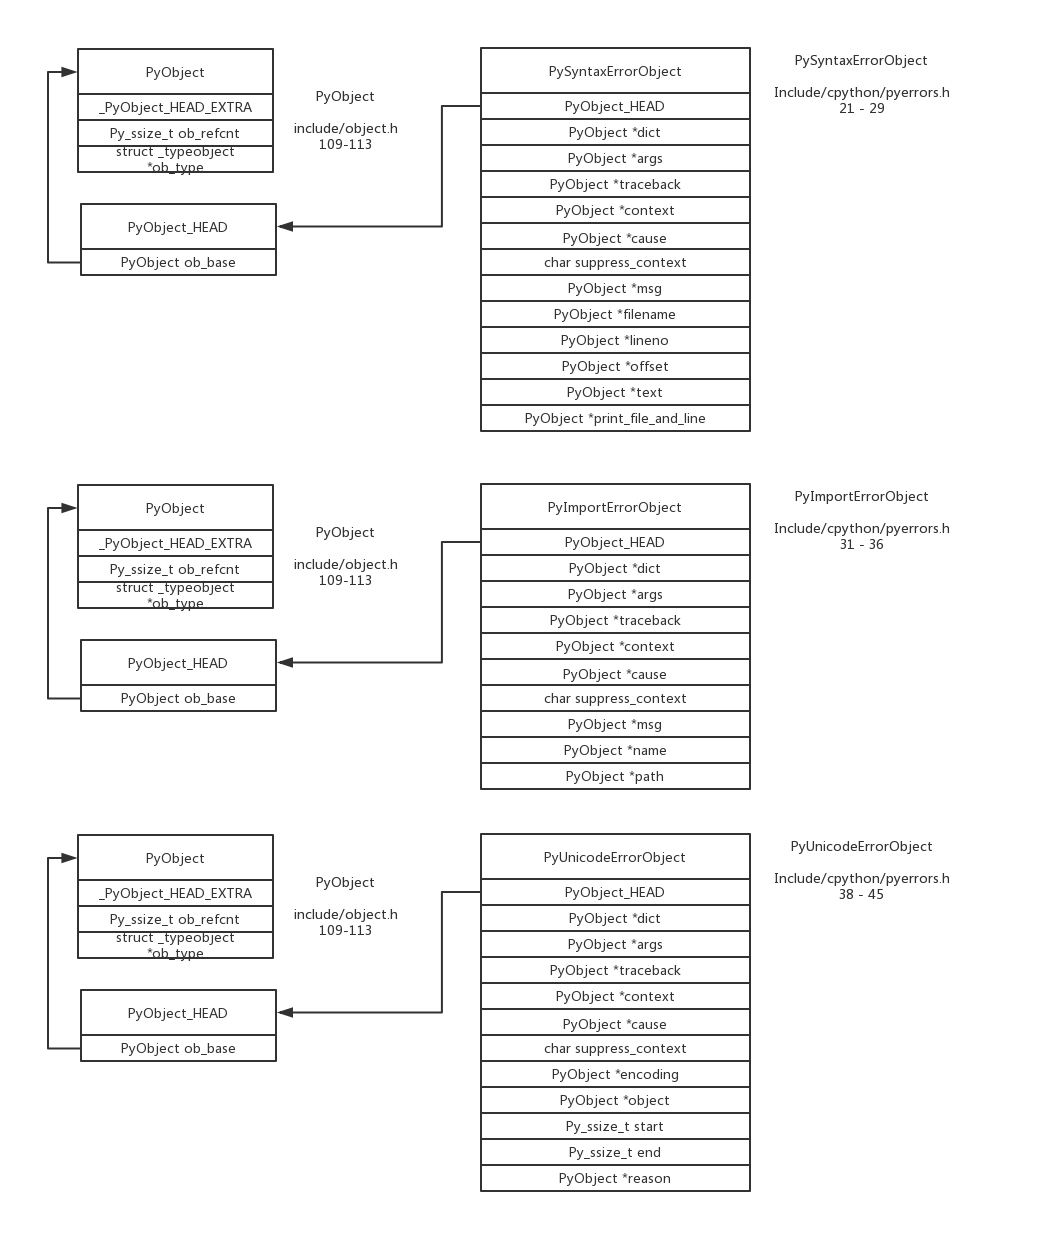 PyObject
_PyObject_HEAD_EXTRA
Py_ssize_t ob_refcnt
struct _typeobject
*ob_type
PyObject
include/object.h
109-113
PyObject_HEAD
PyObject ob_base
PySyntaxErrorObject
PyObject_HEAD
PyObject *dict
PyObject *args
PyObject *traceback
PyObject *context
PyObject *cause
char suppress_context
PyObject *msg
PyObject *filename
PyObject *lineno
PyObject *offset
PyObject *text
PyObject *print_file_and_line
PySyntaxErrorObject
Include/cpython/pyerrors.h
21 - 29
PyObject
_PyObject_HEAD_EXTRA
Py_ssize_t ob_refcnt
struct _typeobject
*ob_type
PyObject
include/object.h
109-113
PyObject_HEAD
PyObject ob_base
PyImportErrorObject
PyObject_HEAD
PyObject *dict
PyObject *args
PyObject *traceback
PyObject *context
PyObject *cause
char suppress_context
PyObject *msg
PyObject *name
PyObject *path
PyImportErrorObject
Include/cpython/pyerrors.h
31 - 36
PyObject
_PyObject_HEAD_EXTRA
Py_ssize_t ob_refcnt
struct _typeobject
*ob_type
PyObject
include/object.h
109-113
PyObject_HEAD
PyObject ob_base
PyUnicodeErrorObject
PyObject_HEAD
PyObject *dict
PyObject *args
PyObject *traceback
PyObject *context
PyObject *cause
char suppress_context
PyObject *encoding
PyObject *object
Py_ssize_t start
Py_ssize_t end
PyObject *reason
PyUnicodeErrorObject
Include/cpython/pyerrors.h
38 - 45